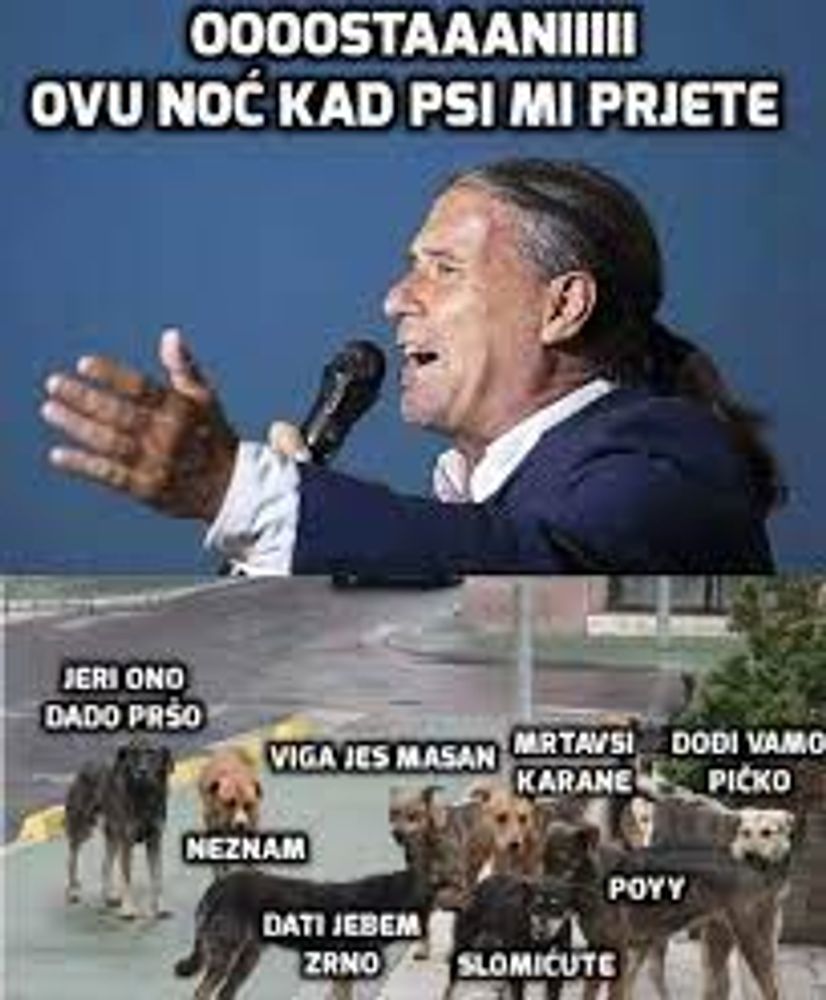 OOOOSTAAANIIIII
OVU NOĆ KAD PSI MI PRJETE
JERI ONO
DADO PRŠO
VIGA JES MASAN
MRTAVSI
KARANE
DODI VAMO
PIČKO
NEZNAM
POYY
DATI JEBEM
ZRNO
SLOMIĆUTE